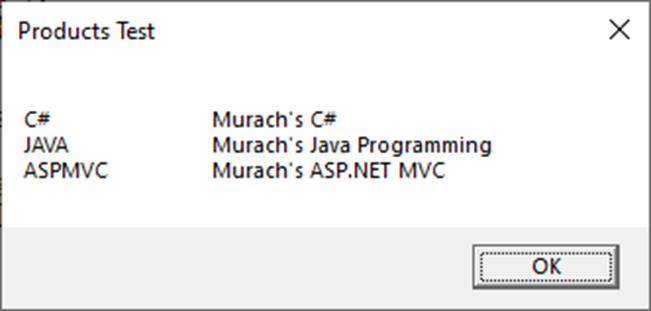 Products Test
C# Murach's C#
JAVA Murach's Java Programming
ASPMVC Murach's ASP.NET MVC
OK